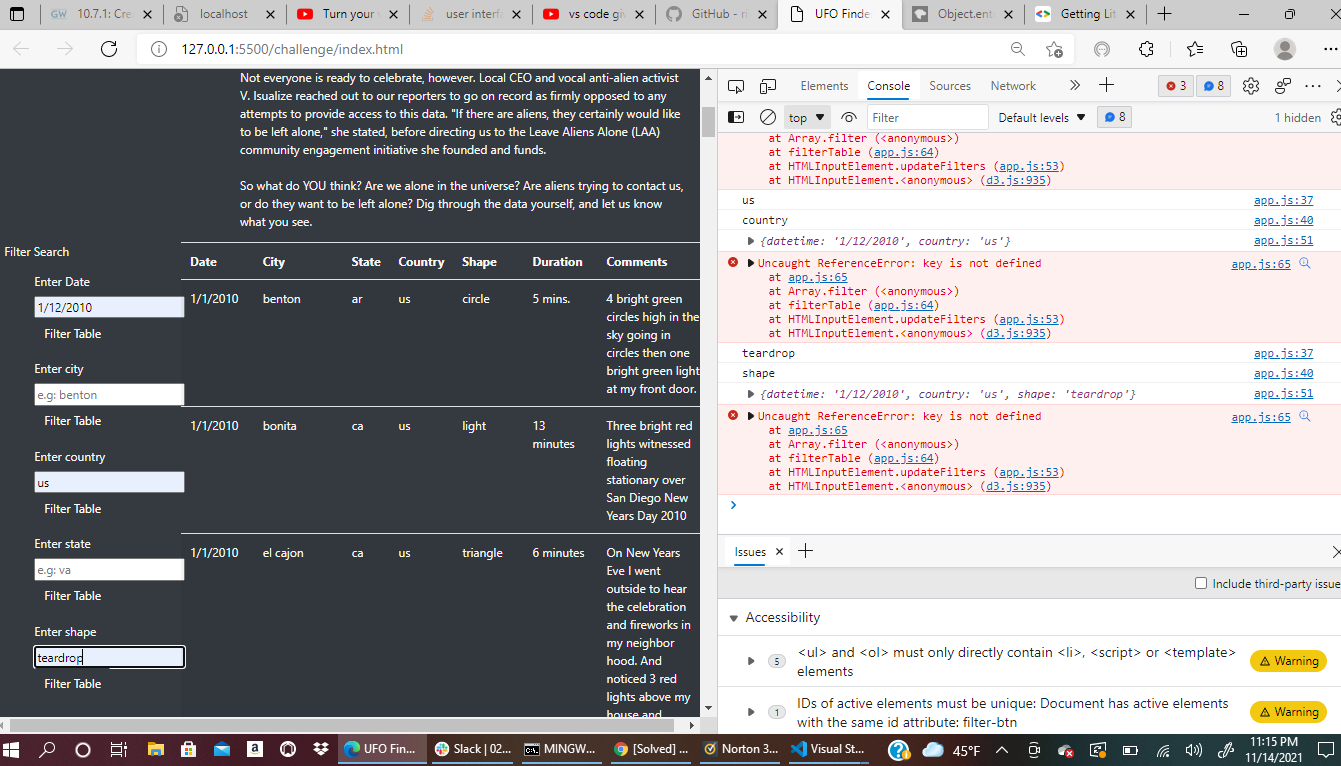 10.7.1: Cre
localhost
Turn your
user interf
vs code gi
GitHub - r
UFO Finde
Object.ent
Getting Lit
127.0.0.1:5500/challenge/index.html
Not everyone is ready to celebrate, however. Local CEO and vocal anti-alien activist
V. Isualize reached out to our reporters to go on record as firmly opposed to any
attempts to provide access to this data. "If there are aliens, they certainly would like
to be left alone," she stated, before directing us to the Leave Aliens Alone (LAA)
community engagement initiative she founded and funds.
So what do YOU think? Are we alone in the universe? Are aliens trying to contact us,
or do they want to be left alone? Dig through the data yourself, and let us know
what you see.
Filter Search
Enter Date
1/12/2010
Filter Table
Enter city
e.g: benton
Filter Table
Enter country
us
Filter Table
Enter state
e.g: va
Filter Table
Enter shape
teardrop
Filter Table
Date City State Country Shape Duration Comments
1/1/2010 benton ar us circle 5 mins. 4 bright green
circles high in the
sky going in
circles then one
bright green light
at my front door.
1/1/2010 bonita ca us light 13 minutes Three bright red
lights witnessed
floating
stationary over
San Diego New
Years Day 2010
1/1/2010 el cajon ca us triangle 6 minutes On New Years
Eve I went
outside to hear
the celebration
and fireworks in
my neighbor
hood. And
noticed 3 red
lights above my
house and
Elements Console Sources Network 3 8
top Filter Default levels 8 1 hidden
at Array.filter (<anonymous>)
at filterTable (app.js:64)
at HTMLInputElement.updateFilters (app.js:53)
at HTMLInputElement.<anonymous> (d3.js:935)
us app.js:37
country app.js:40
{datetime: '1/12/2010', country: 'us'} app.js:51
Uncaught ReferenceError: key is not defined app.js:65
at app.js:65
at Array.filter (<anonymous>)
at filterTable (app.js:64)
at HTMLInputElement.updateFilters (app.js:53)
at HTMLInputElement.<anonymous> (d3.js:935)
teardrop app.js:37
shape app.js:40
{datetime: '1/12/2010', country: 'us', shape: 'teardrop'} app.js:51
Uncaught ReferenceError: key is not defined app.js:65
at app.js:65
at Array.filter (<anonymous>)
at filterTable (app.js:64)
at HTMLInputElement.updateFilters (app.js:53)
at HTMLInputElement.<anonymous> (d3.js:935)
Issues
Include third-party issue
Accessibility
5 <ul> and <ol> must only directly contain <li>, <script> or <template>
elements
Warning
1 IDs of active elements must be unique: Document has active elements
with the same id attribute: filter-btn
Warning
UFO Fin...
Slack | 02...
MINGW...
[Solved] ...
Norton 3...
Visual St...
45°F
11:15 PM
11/14/2021